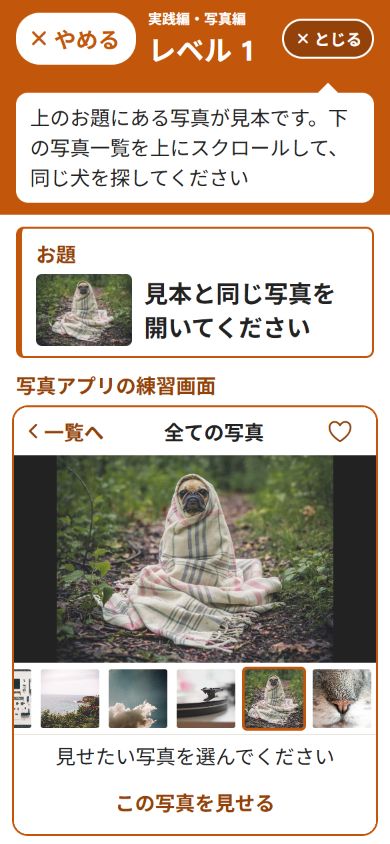 × やめる
実践編・写真編
レベル 1
× とじる
上のお題にある写真が見本です。下
の写真一覧を上にスクロールして、
同じ犬を探してください
お題
見本と同じ写真を
開いてください
写真アプリの練習画面
一覧へ
全ての写真
見せたい写真を選んでください
この写真を見せる